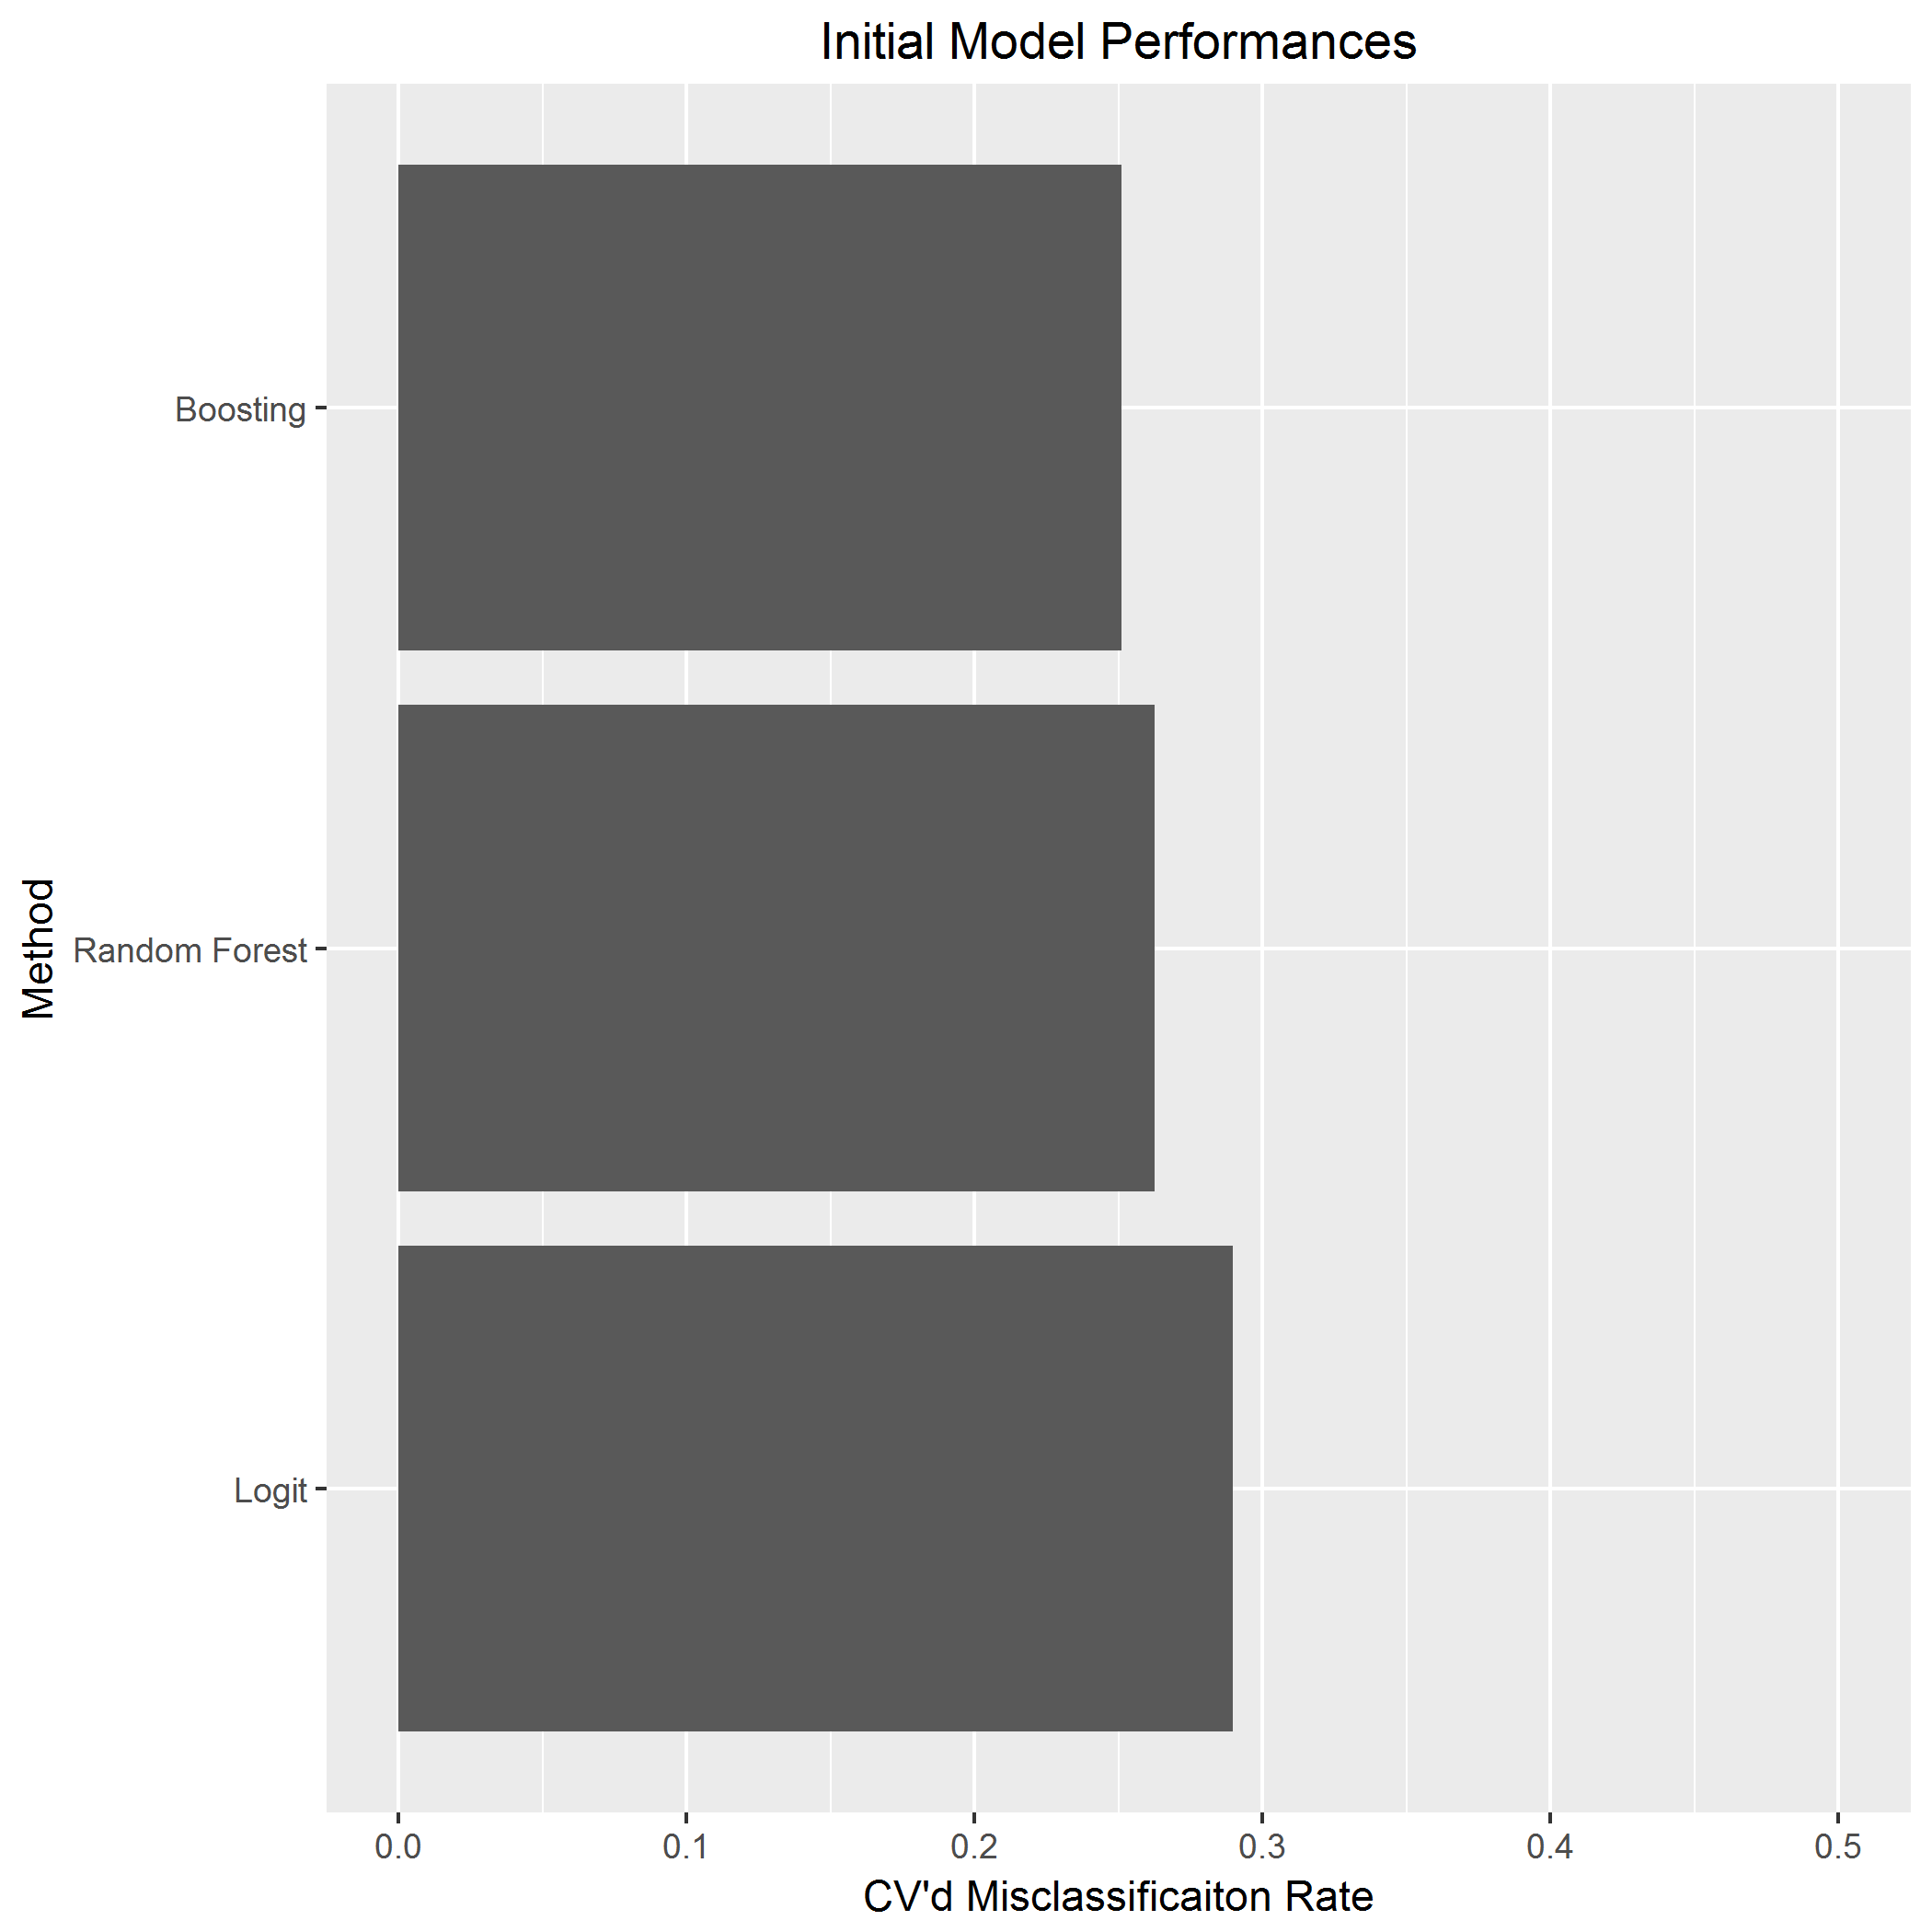 Initial Model Performances
Boosting
Random Forest
Logit
Method
0.0 0.1 0.2 0.3 0.4 0.5
CV'd Misclassificaiton Rate